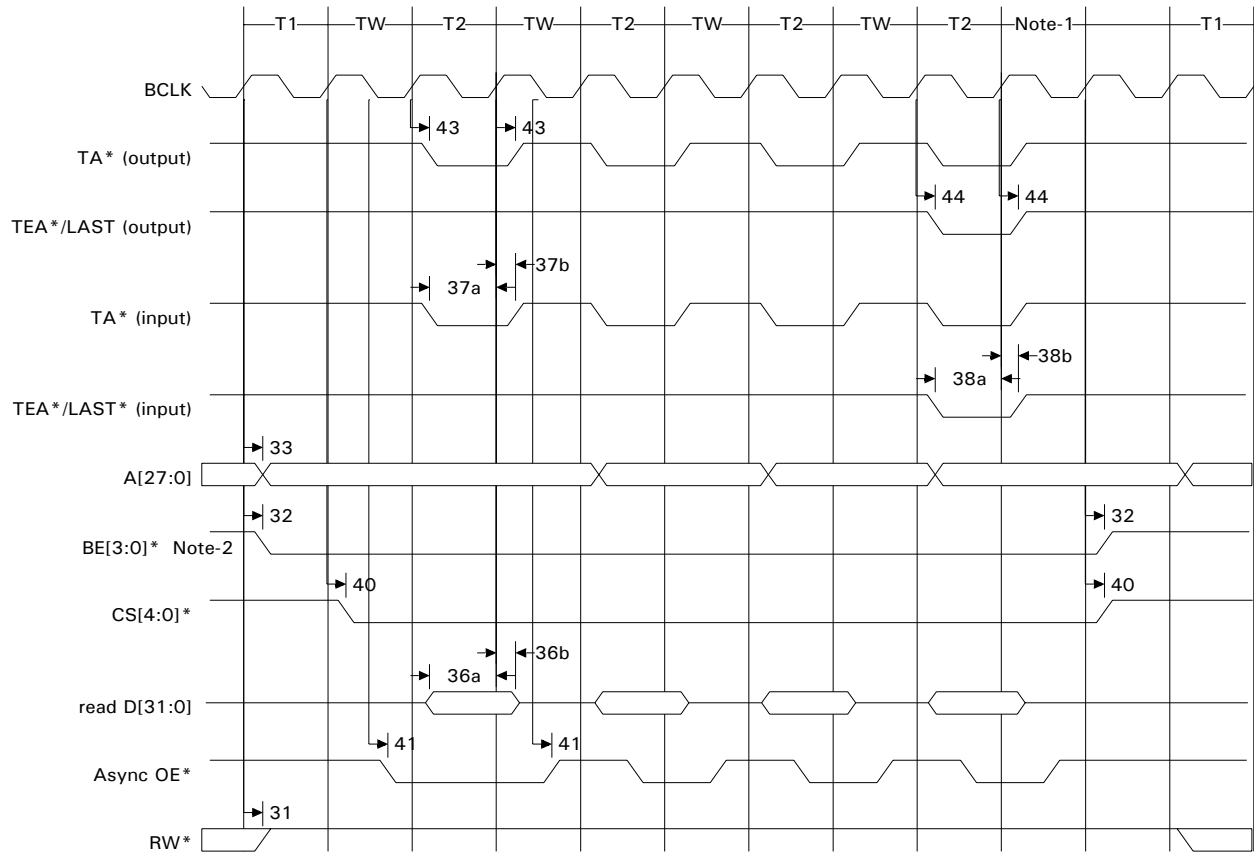 T1 TW T2 TW T2 TW T2 TW T2 Note-1 T1
BCLK
43 43
TA* (output)
44 44
TEA*/LAST (output)
37b
37a
TA* (input)
38b
38a
TEA*/LAST* (input)
33
A[27:0]
32 32
BE[3:0]* Note-2
40 40
CS[4:0]*
36b
36a
read D[31:0]
41 41
Async OE*
31
RW*